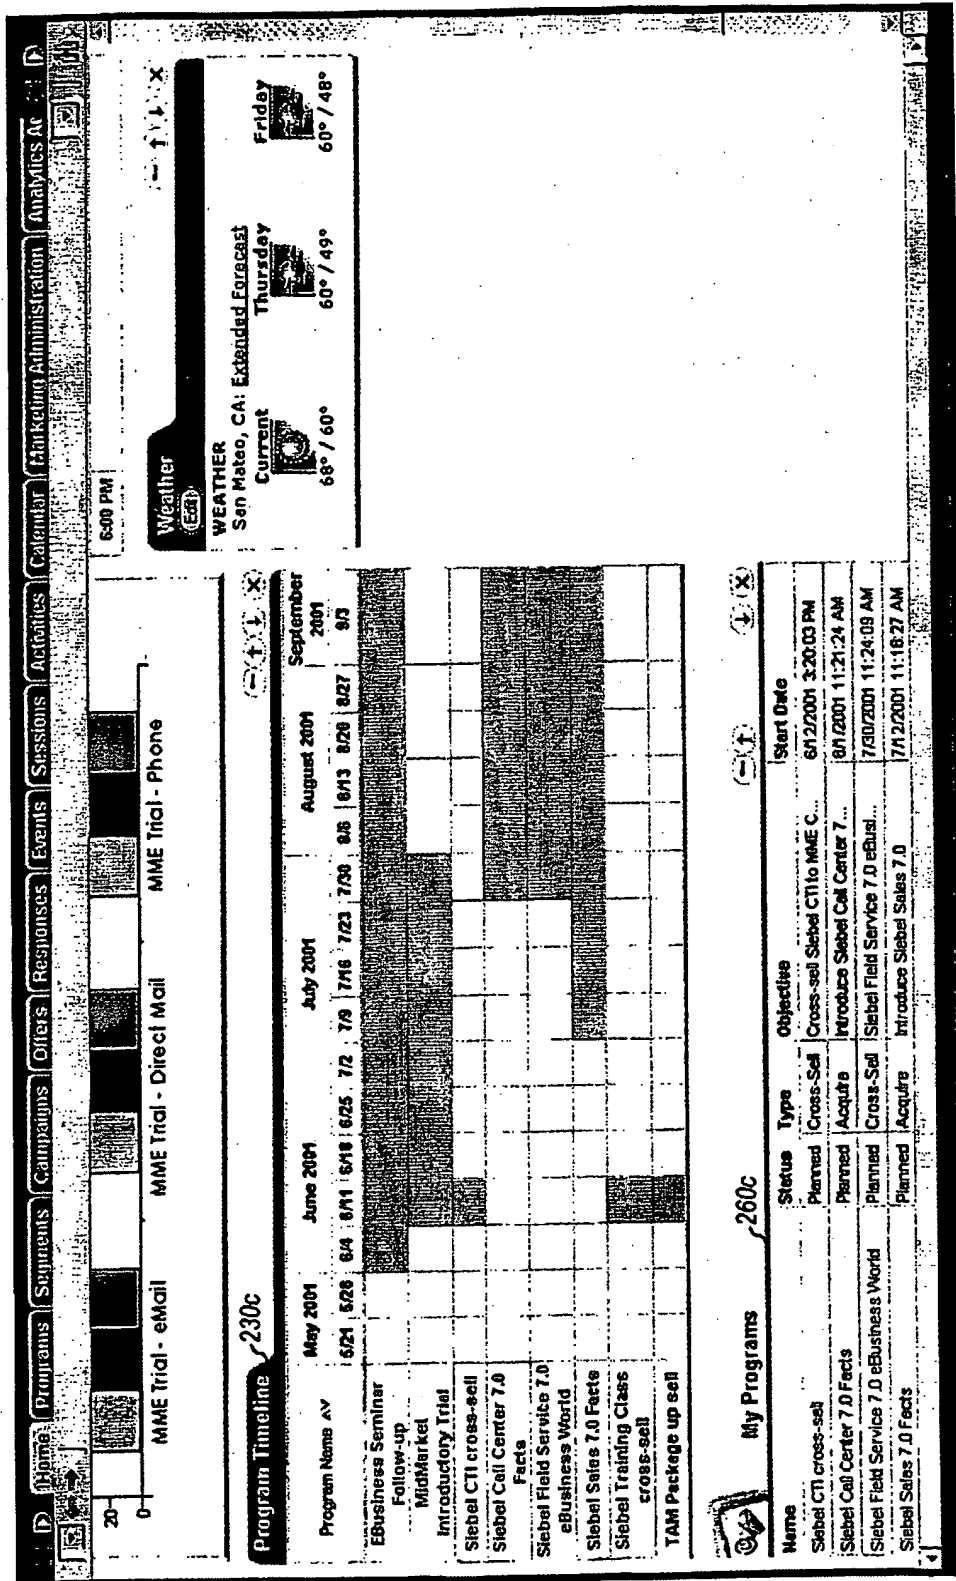 Home Programs Segments Campaigns Offers Responses Events Sessions Activities Calendar Marketing Administration Analytics Ac
20
0
MME Trial - eMail MME Trial - Direct Mail MME Trial - Phone
6:00 PM
Program Timeline 230c
May 2001 June 2001 July 2001 August 2001 September 2001
Program Name
5/21 5/28 6/4 6/11 6/18 6/25 7/2 7/9 7/16 7/23 7/30 8/6 8/13 8/20 8/27 9/3
EBusiness Seminar
Follow-up
MidMarket
Introductory Trial
Siebel CTI cross-sell
Siebel Call Center 7.0
Facts
Siebel Field Service 7.0
eBusiness World
Siebel Sales 7.0 Facts
Siebel Training Class
cross-sell
TAM Package up sell
Weather
Edit
WEATHER
San Mateo, CA: Extended Forecast
Current Thursday Friday
68° / 60° 60° / 49° 60° / 48°
My Programs 260c
Name Status Type Objective Start Date
Siebel CTI cross-sell Planned Cross-Sell Cross-sell Siebel CTI to MME C... 6/12/2001 3:20:03 PM
Siebel Call Center 7.0 Facts Planned Acquire Introduce Siebel Call Center 7... 8/1/2001 11:21:24 AM
Siebel Field Service 7.0 eBusiness World Planned Cross-Sell Siebel Field Service 7.0 eBusi... 7/30/2001 11:24:09 AM
Siebel Sales 7.0 Facts Planned Acquire Introduce Siebel Sales 7.0 7/12/2001 11:18:27 AM